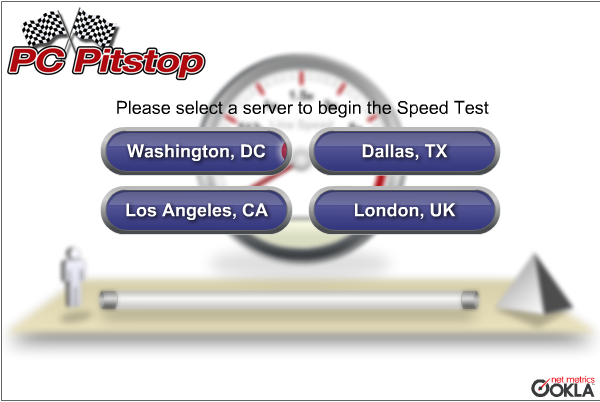 PC Pitstop
Please select a server to begin the Speed Test
Washington, DC
Dallas, TX
Los Angeles, CA
London, UK
net metrics
OOKLA